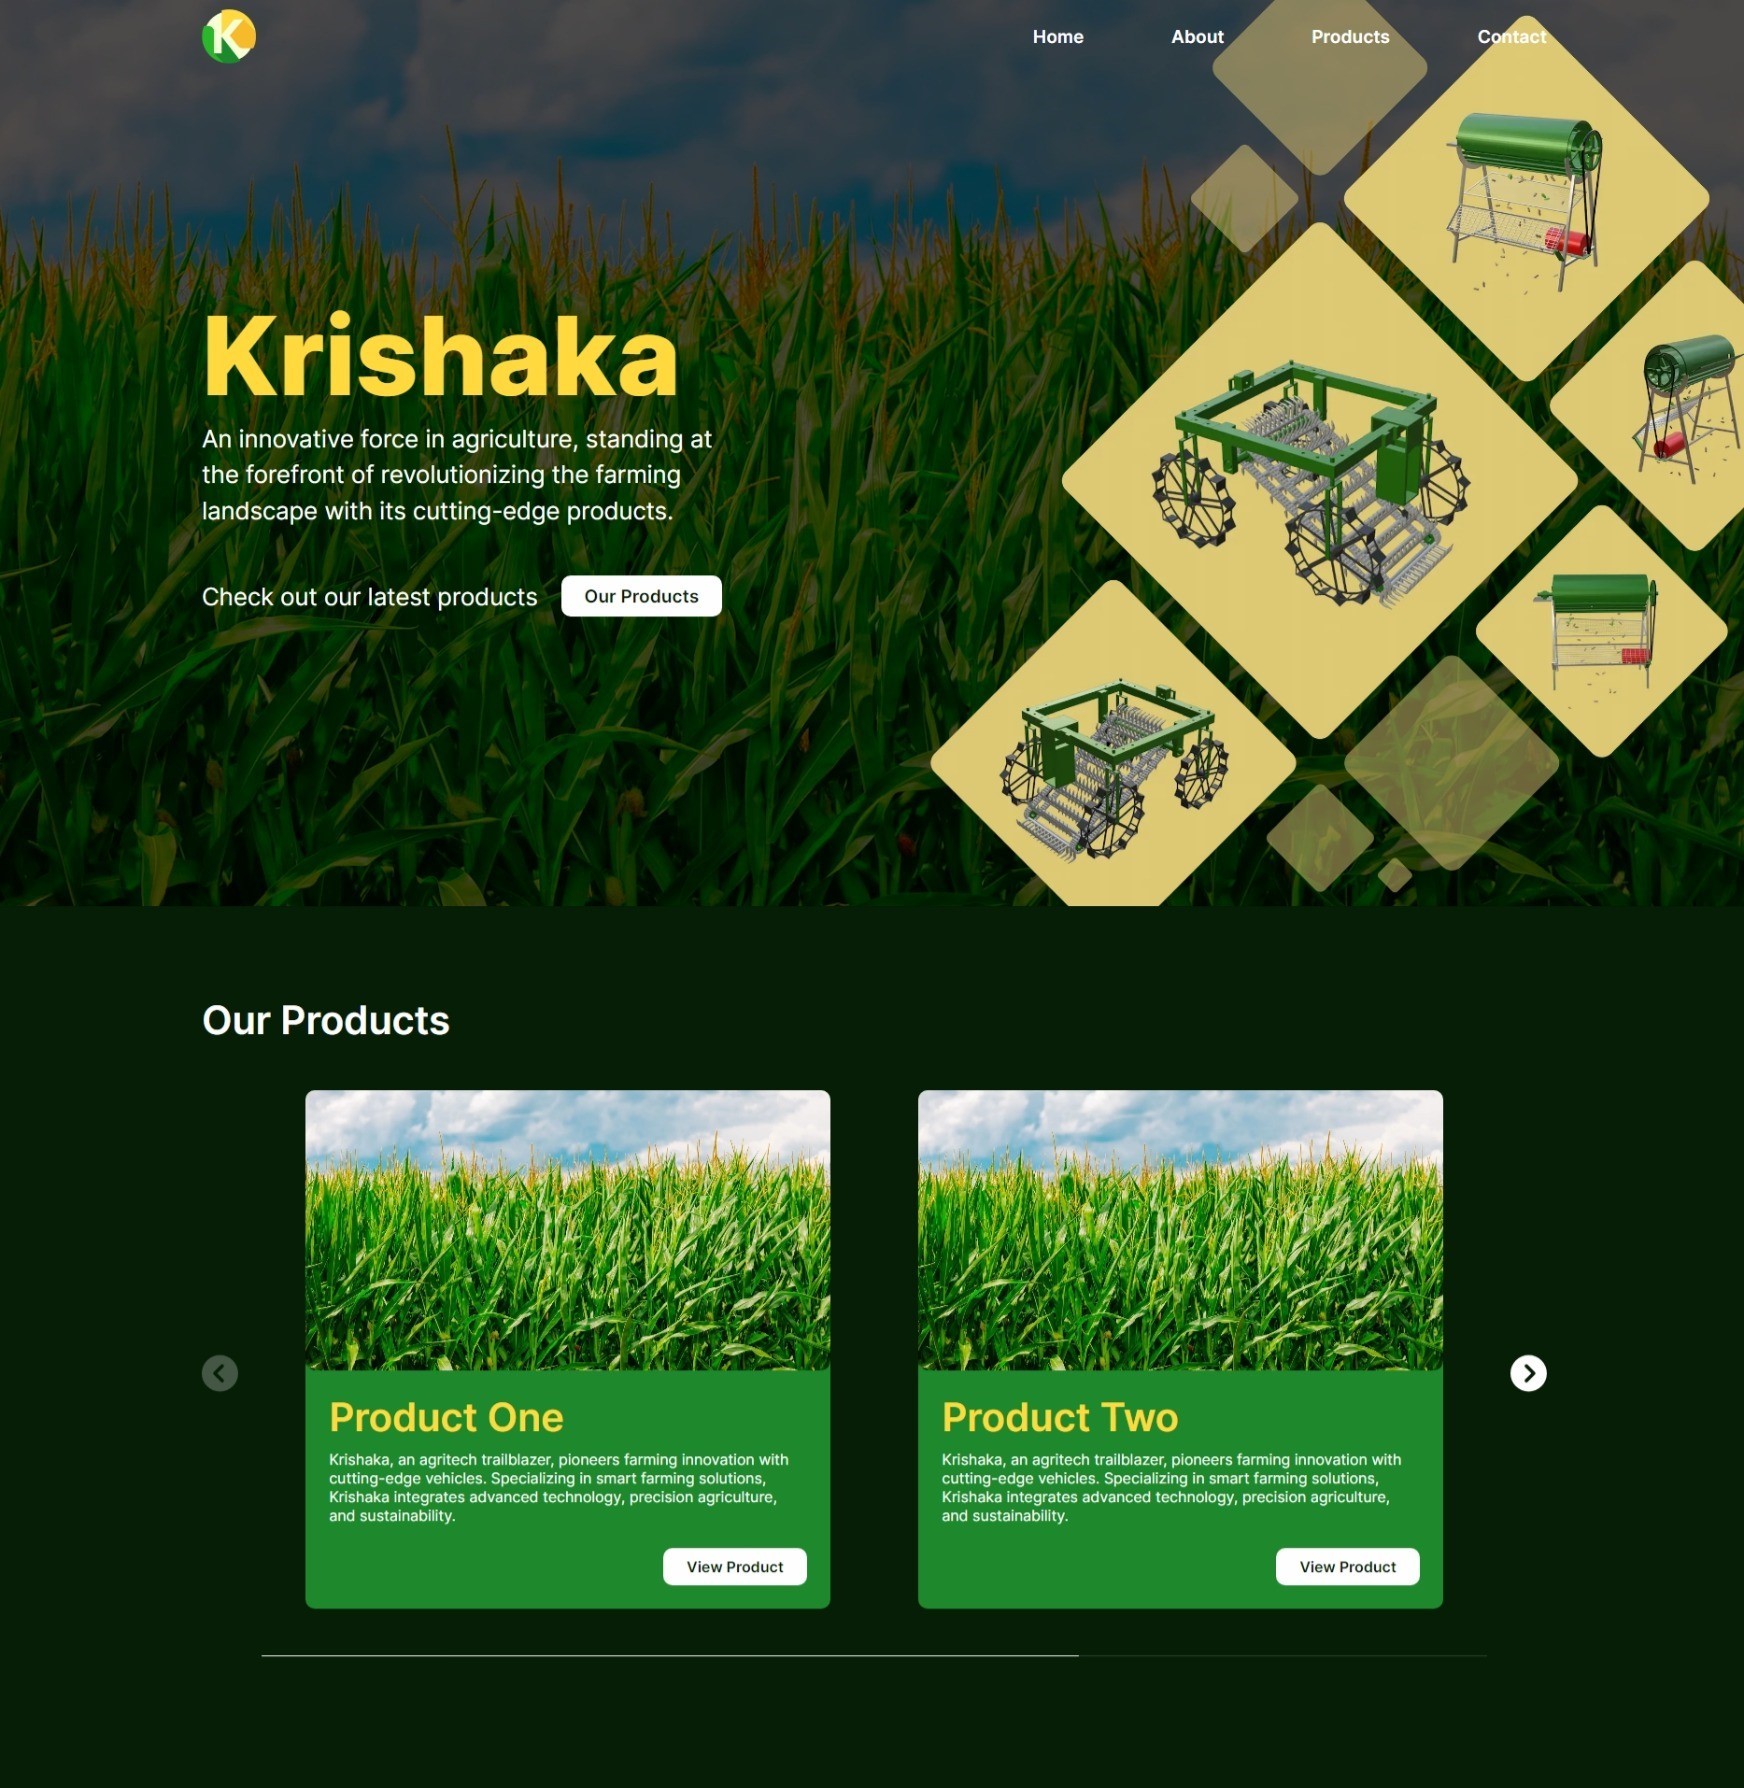 K
Home About Products Contact
Krishaka
An innovative force in agriculture, standing at
the forefront of revolutionizing the farming
landscape with its cutting-edge products.
Check out our latest products Our Products
Our Products
Product One
Krishaka, an agritech trailblazer, pioneers farming innovation with
cutting-edge vehicles. Specializing in smart farming solutions,
Krishaka integrates advanced technology, precision agriculture,
and sustainability.
View Product
Product Two
Krishaka, an agritech trailblazer, pioneers farming innovation with
cutting-edge vehicles. Specializing in smart farming solutions,
Krishaka integrates advanced technology, precision agriculture,
and sustainability.
View Product